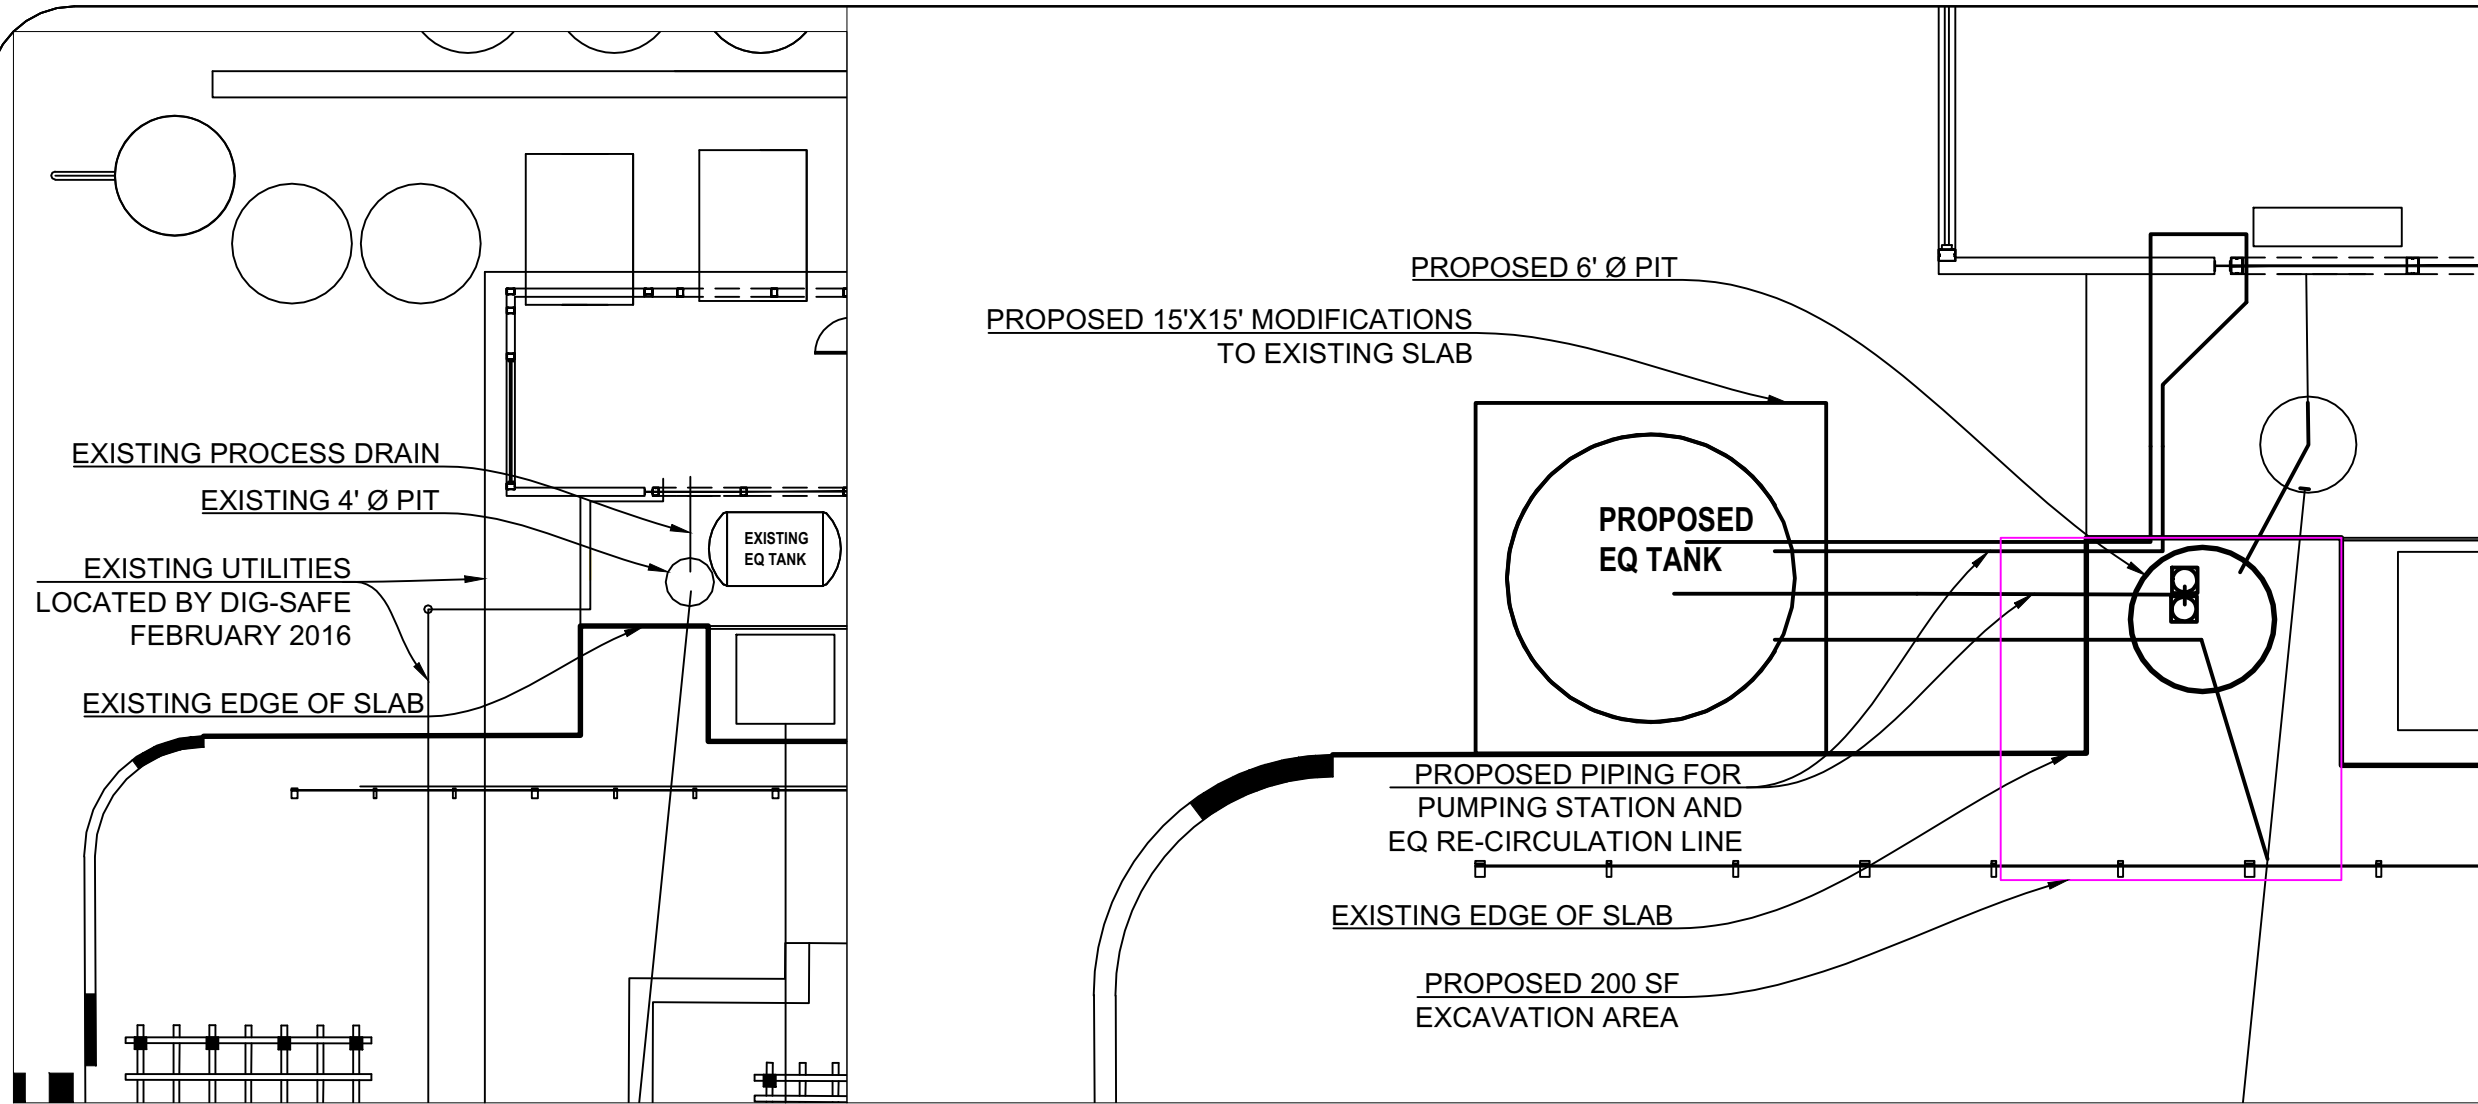 EXISTING PROCESS DRAIN
EXISTING 4' Ø PIT
EXISTING UTILITIES
LOCATED BY DIG-SAFE
FEBRUARY 2016
EXISTING EDGE OF SLAB
EXISTING
EQ TANK
PROPOSED 6' Ø PIT
PROPOSED 15'X15' MODIFICATIONS
TO EXISTING SLAB
PROPOSED
EQ TANK
PROPOSED PIPING FOR
PUMPING STATION AND
EQ RE-CIRCULATION LINE
EXISTING EDGE OF SLAB
PROPOSED 200 SF
EXCAVATION AREA